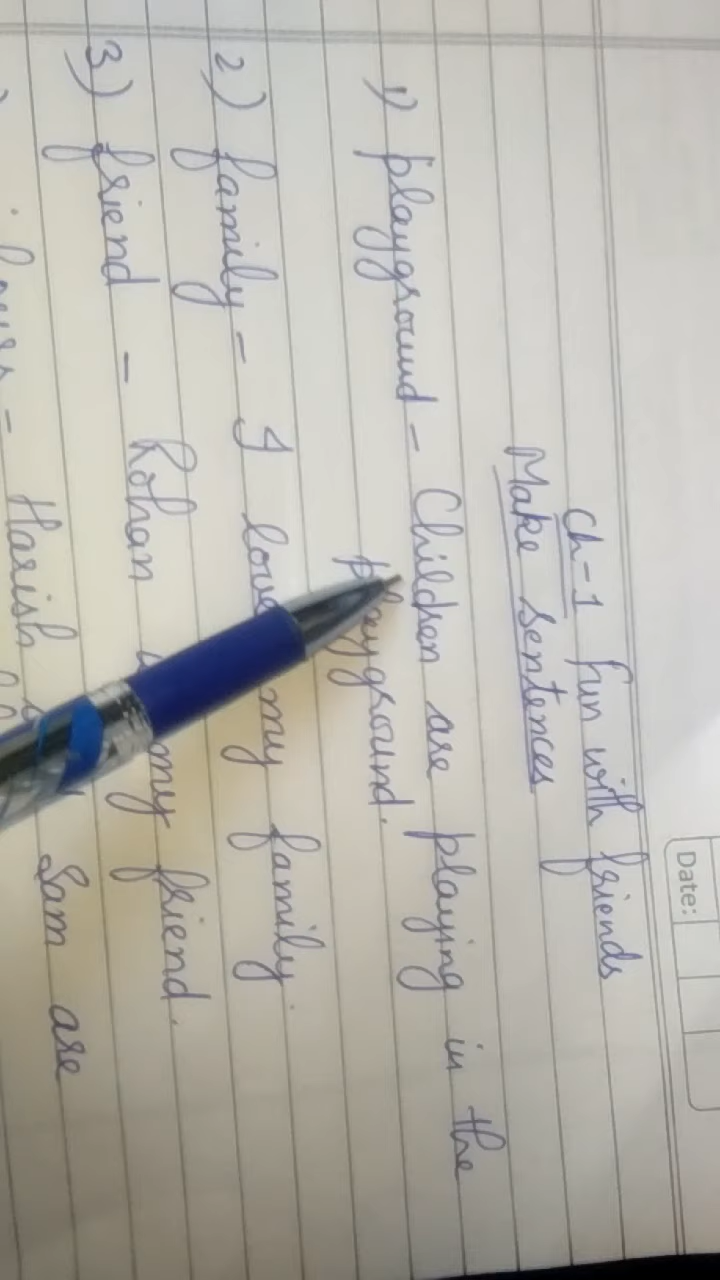 Date:
Ch-1 Fun with friends
Make sentences
1) playground - Children are playing in the
playground.
2) family - I love my family.
3) friend - Rohan my friend.
Harish Sam are